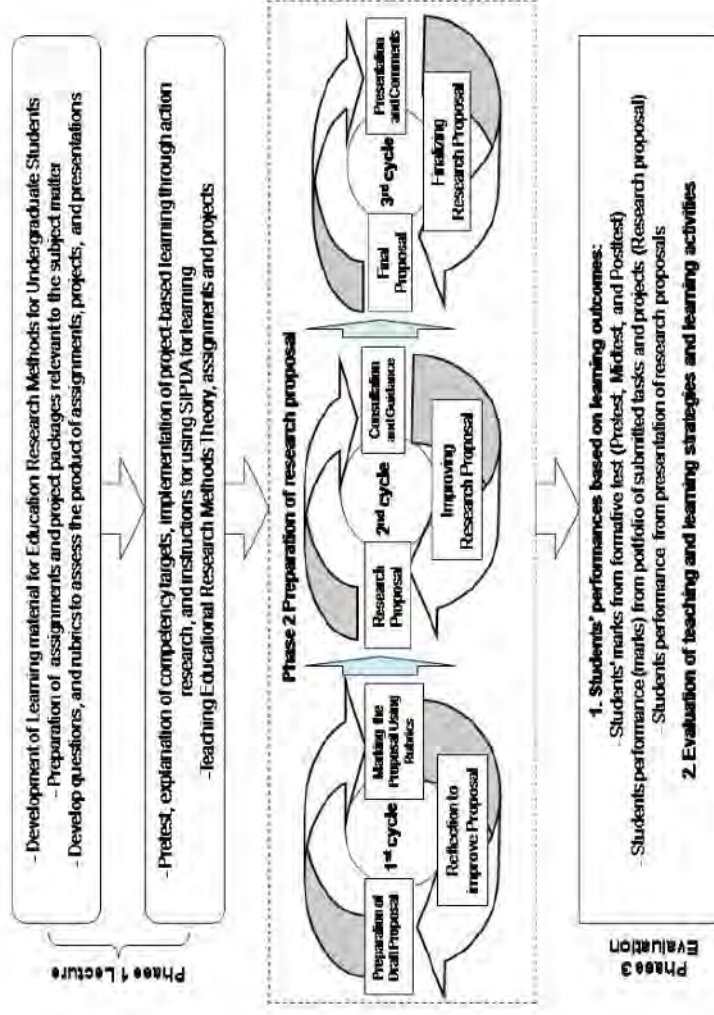 Phase 1 Lecture
- Development of Learning material for Education Research Methods for Undergraduate Students
- Preparation of assignments and project packages relevant to the subject matter
- Develop questions, and rubrics to assess the product of assignments, projects, and presentations
- Pretest, explanation of competency targets, implementation of project-based learning through action
research, and instructions for using SIPDA for learning
- Teaching Educational Research Methods Theory, assignments and projects
Phase 2 Preparation of research proposal
Preparation of
Draft Proposal
1st cycle
Marking the
Proposal Using
Rubrics
Reflection to
improve Proposal
Research
Proposal
2nd cycle
Consultation
and Guidance
Improving
Research Proposal
Final
Proposal
3rd cycle
Presentation
and Comments
Finalizing
Research Proposal
Phase 3
Evaluation
1. Students' performances based on learning outcomes:
- Students' marks from formative test (Pretest, Midtest, and Posttest)
- Students performance (marks) from portfolio of submitted tasks and projects (Research proposal)
- Students performance from presentation of research proposals
2. Evaluation of teaching and learning strategies and learning activities